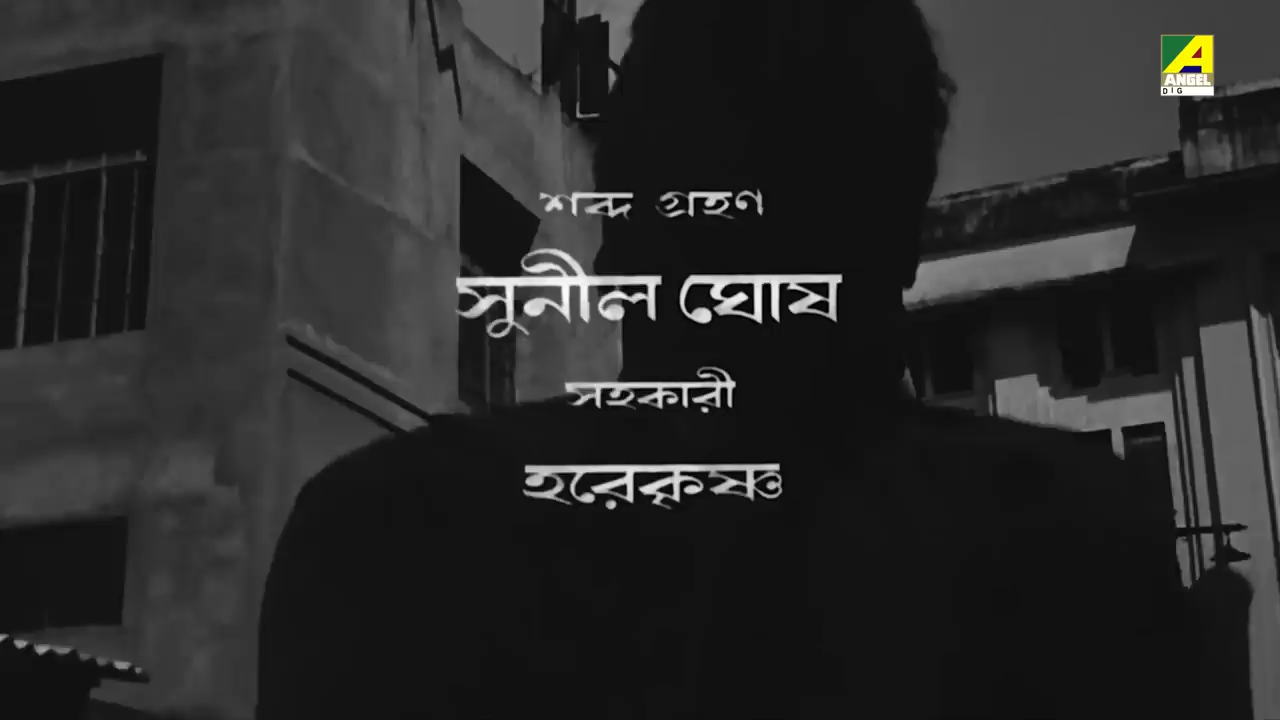 A
ANGEL
DIG
শব্দ গ্রহণ
সুনীল ঘোষ
সহকারী
হরেকৃষ্ণ